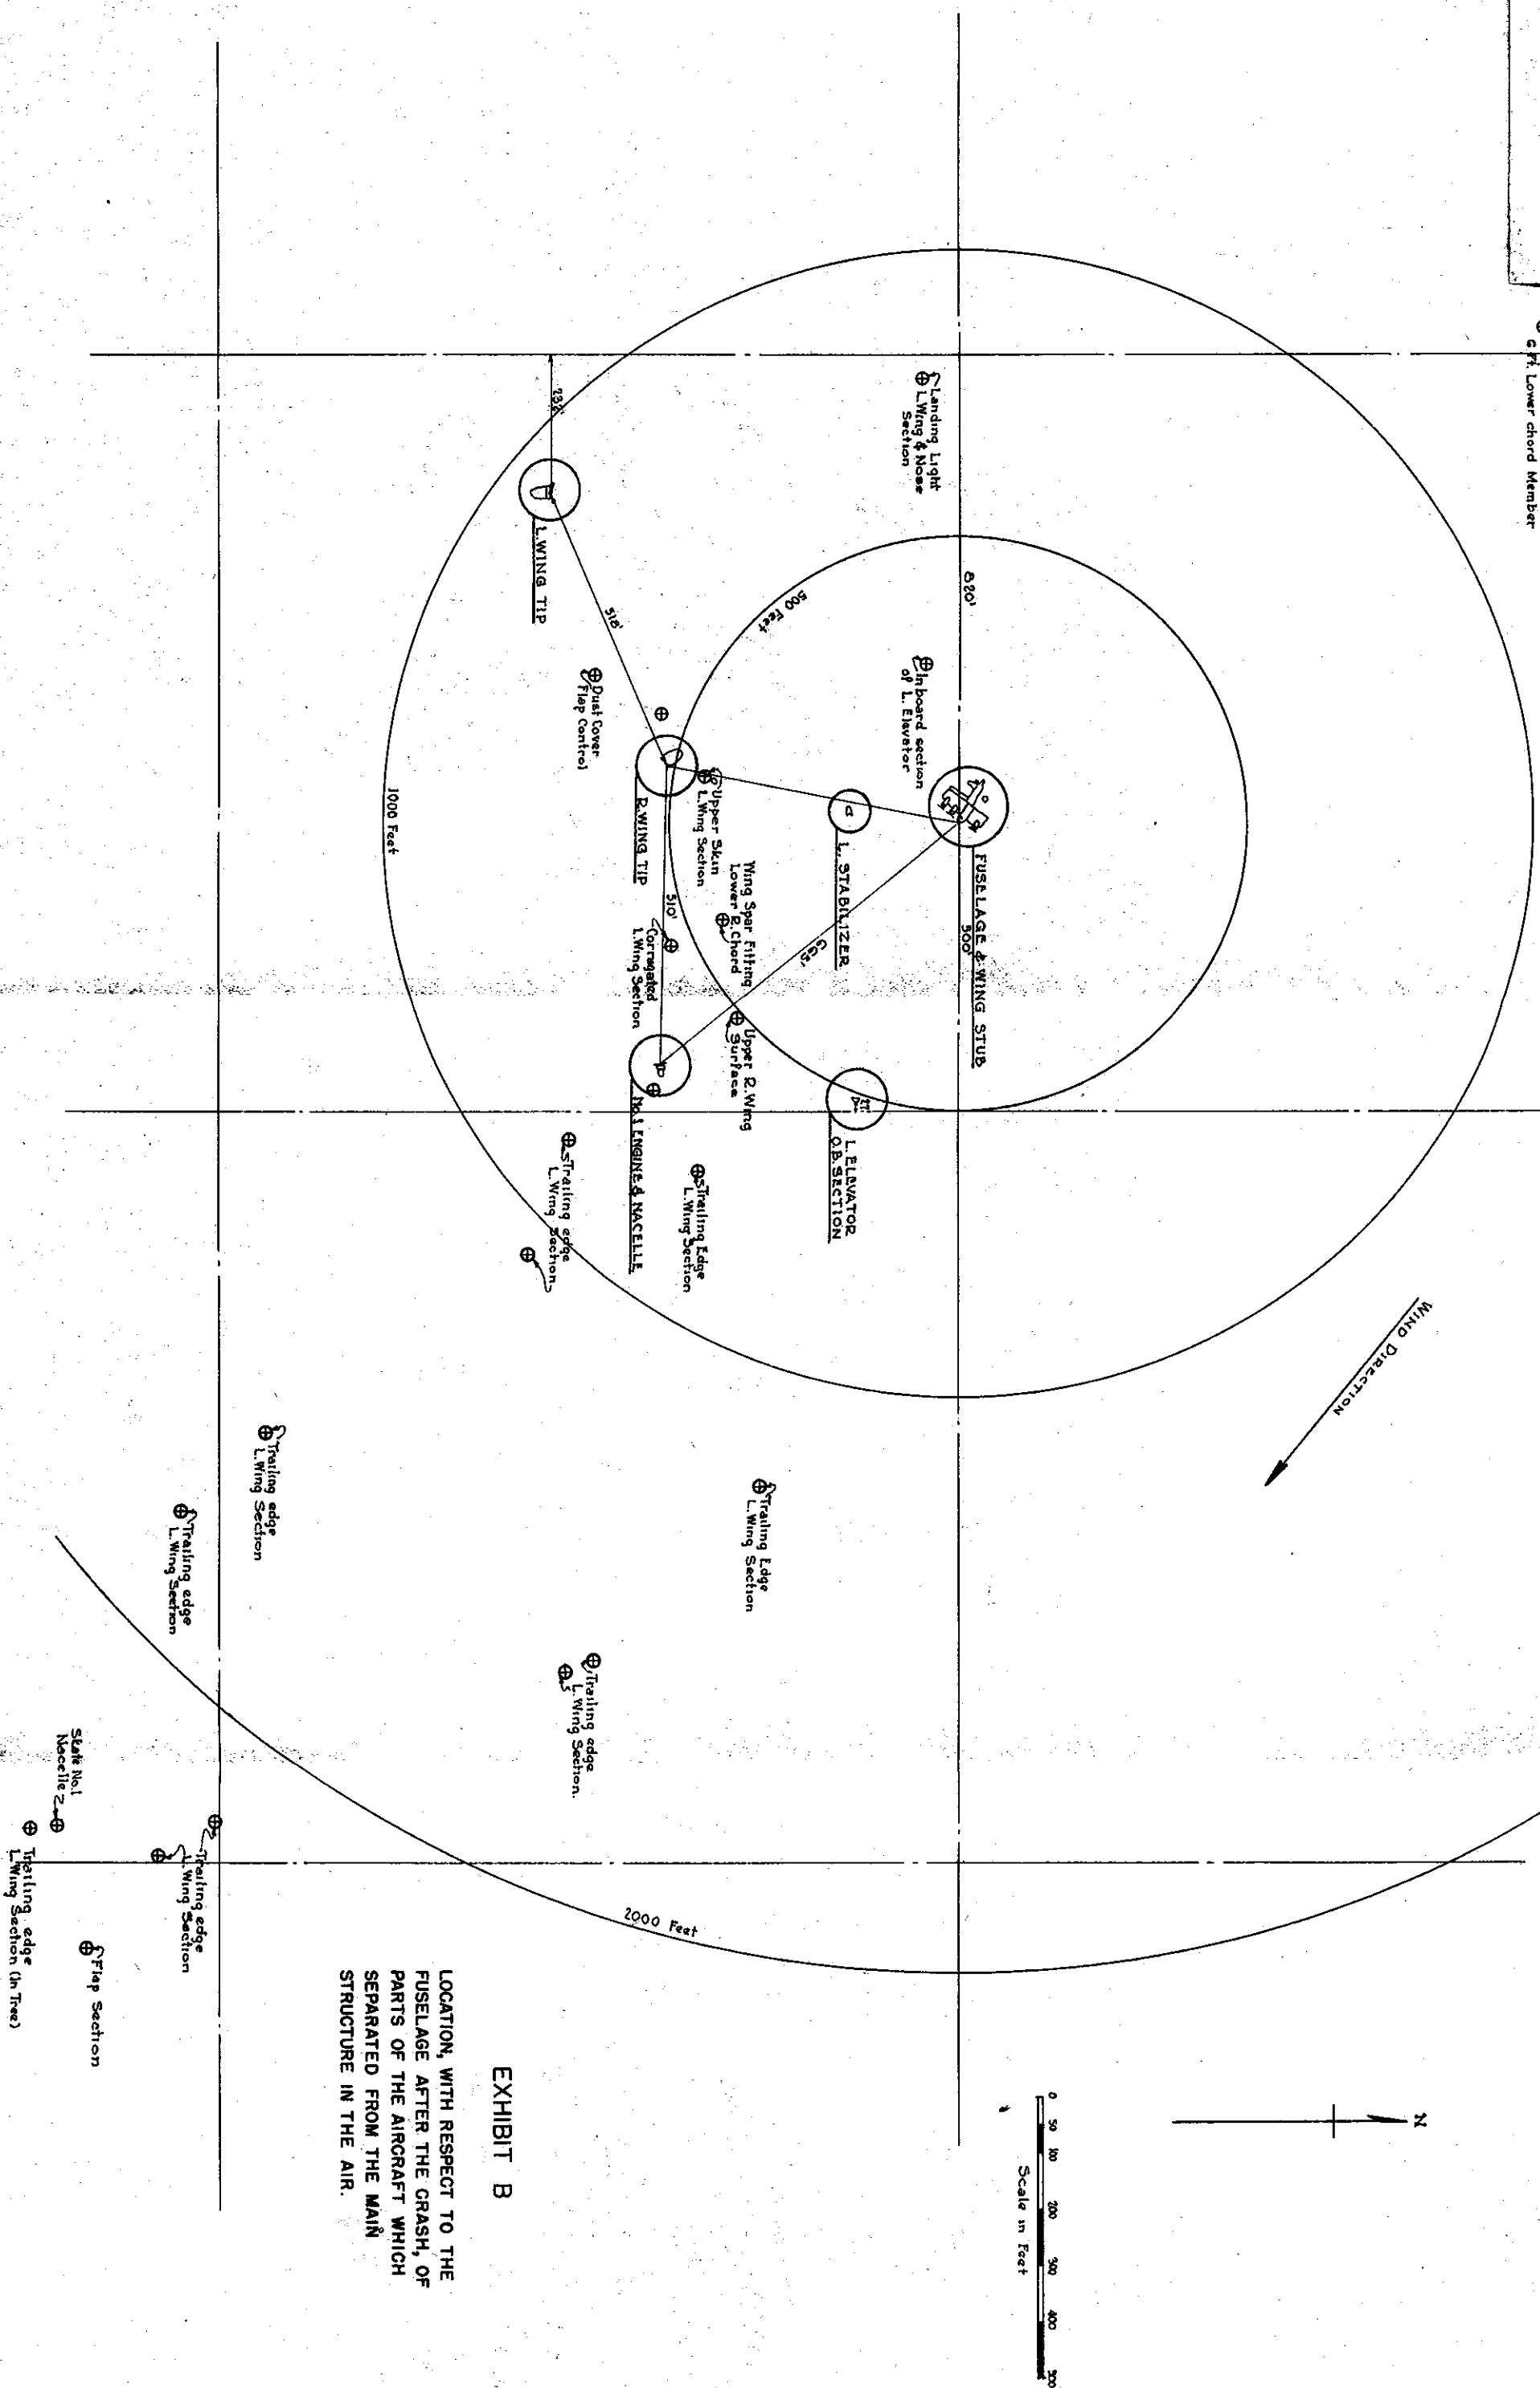 6 Ft. Lower chord Member
N
0 50 100 200 300 400 500
Scale in Feet
WIND DIRECTION
820'
500'
FUSELAGE & WING STUB
Landing Light
L. Wing & Nose
Section
Inboard section
of L. Elevator
500 Feet
L. STABILIZER
665'
L. ELEVATOR
O.B. SECTION
Wing Spar Fitting
Lower R. Chord
Upper R. Wing
Surface
Upper Skin
L. Wing Section
R. WING TIP
510'
Corrugated
L. Wing Section
No. 1 ENGINE & NACELLE
Trailing Edge
L. Wing Section
Dust Cover
Flap Control
518'
232'
L. WING TIP
Trailing edge
L. Wing Section
1000 Feet
Trailing Edge
L. Wing Section
Trailing edge
L. Wing Section.
2000 Feet
Trailing edge
L. Wing Section
Trailing edge
L. Wing Section
Trailing edge
L. Wing Section
Skate No. 1
Nacelle
Flap Section
Trailing edge
L. Wing Section (In Tree)
EXHIBIT B
LOCATION, WITH RESPECT TO THE
FUSELAGE AFTER THE CRASH, OF
PARTS OF THE AIRCRAFT WHICH
SEPARATED FROM THE MAIN
STRUCTURE IN THE AIR.